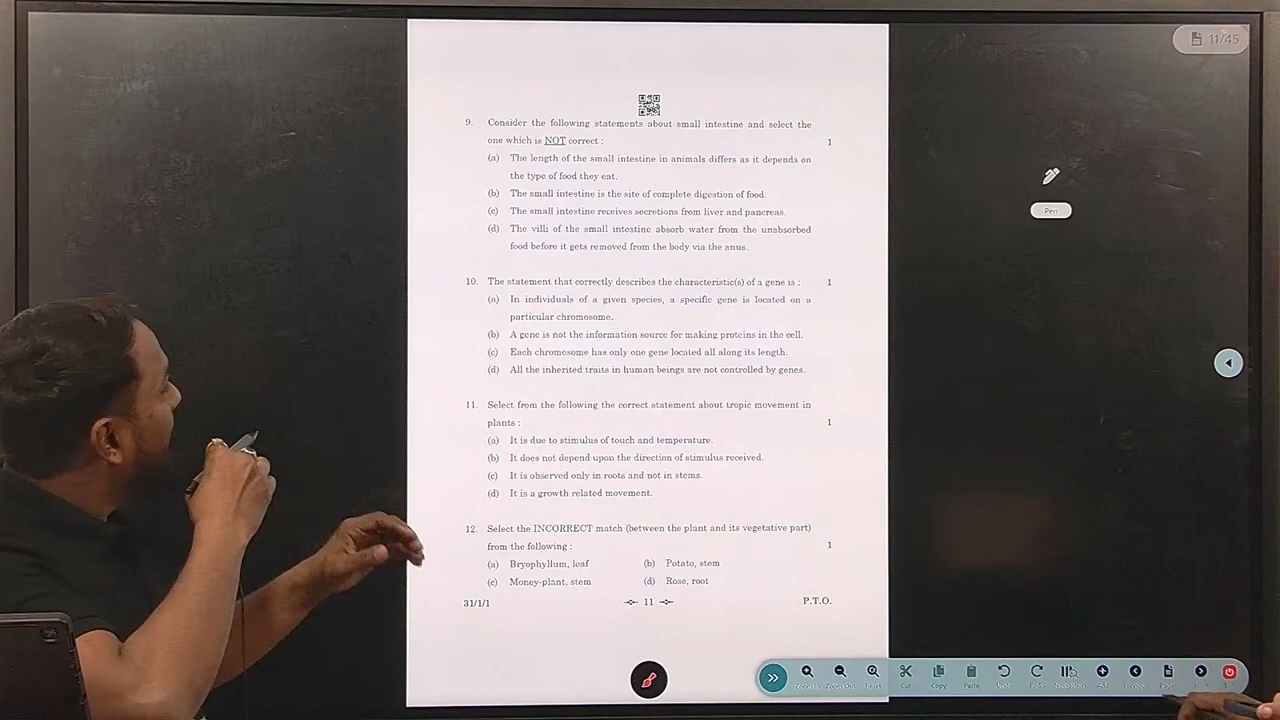 11/45
9. Consider the following statements about small intestine and select the
one which is NOT correct : 1
(a) The length of the small intestine in animals differs as it depends on
the type of food they eat.
(b) The small intestine is the site of complete digestion of food.
(c) The small intestine receives secretions from liver and pancreas.
(d) The villi of the small intestine absorb water from the unabsorbed
food before it gets removed from the body via the anus.
Pen
10. The statement that correctly describes the characteristic(s) of a gene is : 1
(a) In individuals of a given species, a specific gene is located on a
particular chromosome.
(b) A gene is not the information source for making proteins in the cell.
(c) Each chromosome has only one gene located all along its length.
(d) All the inherited traits in human beings are not controlled by genes.
11. Select from the following the correct statement about tropic movement in
plants : 1
(a) It is due to stimulus of touch and temperature.
(b) It does not depend upon the direction of stimulus received.
(c) It is observed only in roots and not in stems.
(d) It is a growth related movement.
12. Select the INCORRECT match (between the plant and its vegetative part)
from the following : 1
(a) Bryophyllum, leaf (b) Potato, stem
(c) Money-plant, stem (d) Rose, root
31/1/1 11 P.T.O.
Zoom Out Cut Copy Paste